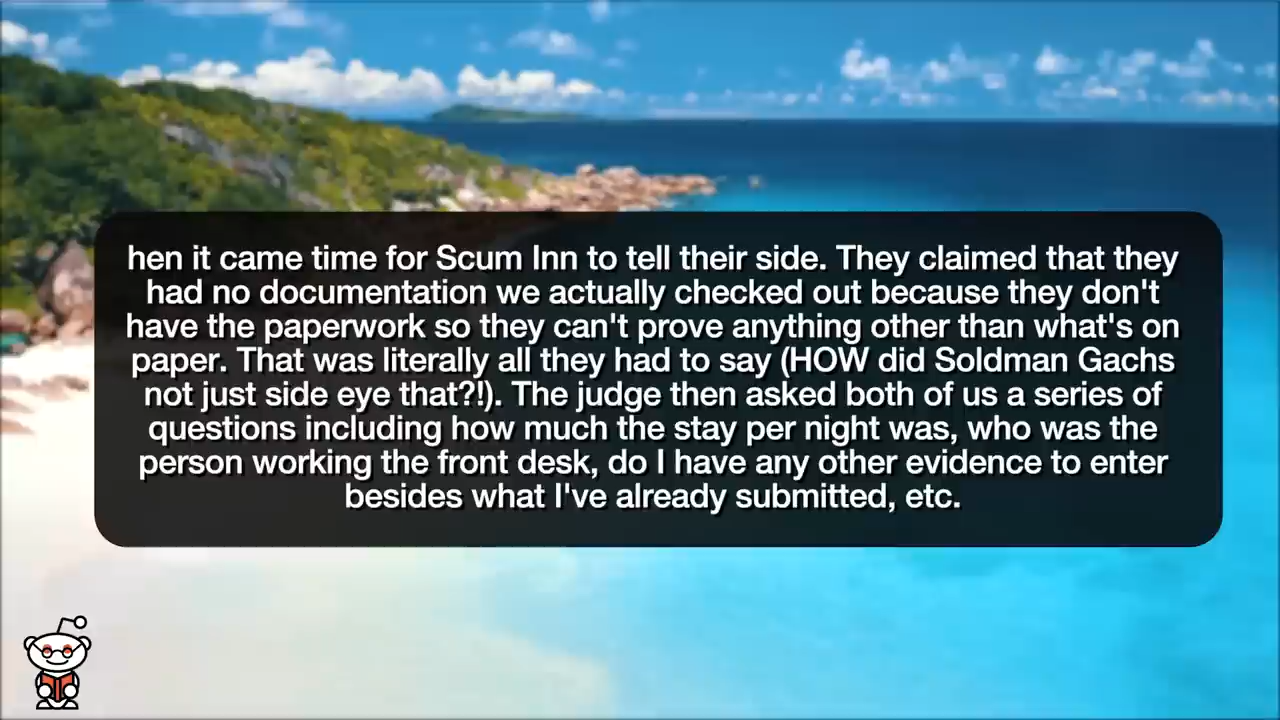 hen it came time for Scum Inn to tell their side. They claimed that they
had no documentation we actually checked out because they don't
have the paperwork so they can't prove anything other than what's on
paper. That was literally all they had to say (HOW did Soldman Gachs
not just side eye that?!). The judge then asked both of us a series of
questions including how much the stay per night was, who was the
person working the front desk, do I have any other evidence to enter
besides what I've already submitted, etc.